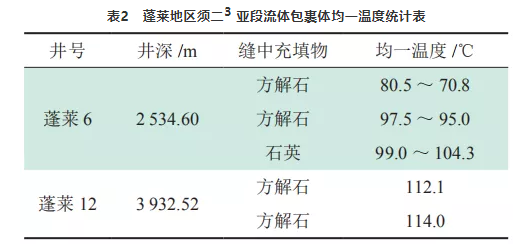 表2 蓬莱地区须二3 亚段流体包裹体均一温度统计表
井号 井深 /m 缝中充填物 均一温度 /℃
方解石 80.5 ～ 70.8
蓬莱 6 2 534.60 方解石 97.5 ～ 95.0
石英 99.0 ～ 104.3
方解石 112.1
蓬莱 12 3 932.52
方解石 114.0